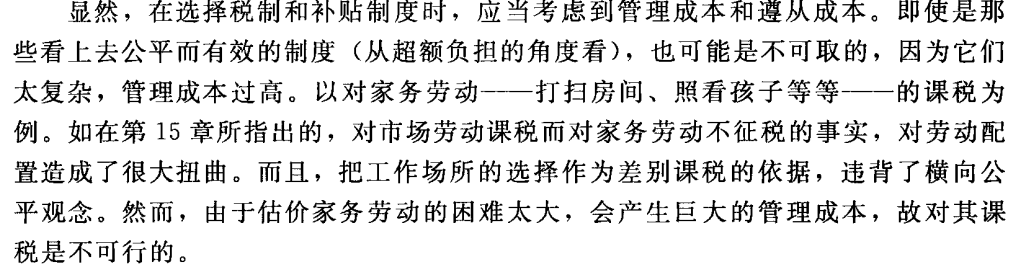 显然，在选择税制和补贴制度时，应当考虑到管理成本和遵从成本。即使是那
些看上去公平而有效的制度（从超额负担的角度看），也可能是不可取的，因为它们
太复杂，管理成本过高。以对家务劳动——打扫房间、照看孩子等等——的课税为
例。如在第 15 章所指出的，对市场劳动课税而对家务劳动不征税的事实，对劳动配
置造成了很大扭曲。而且，把工作场所的选择作为差别课税的依据，违背了横向公
平观念。然而，由于估价家务劳动的困难太大，会产生巨大的管理成本，故对其课
税是不可行的。